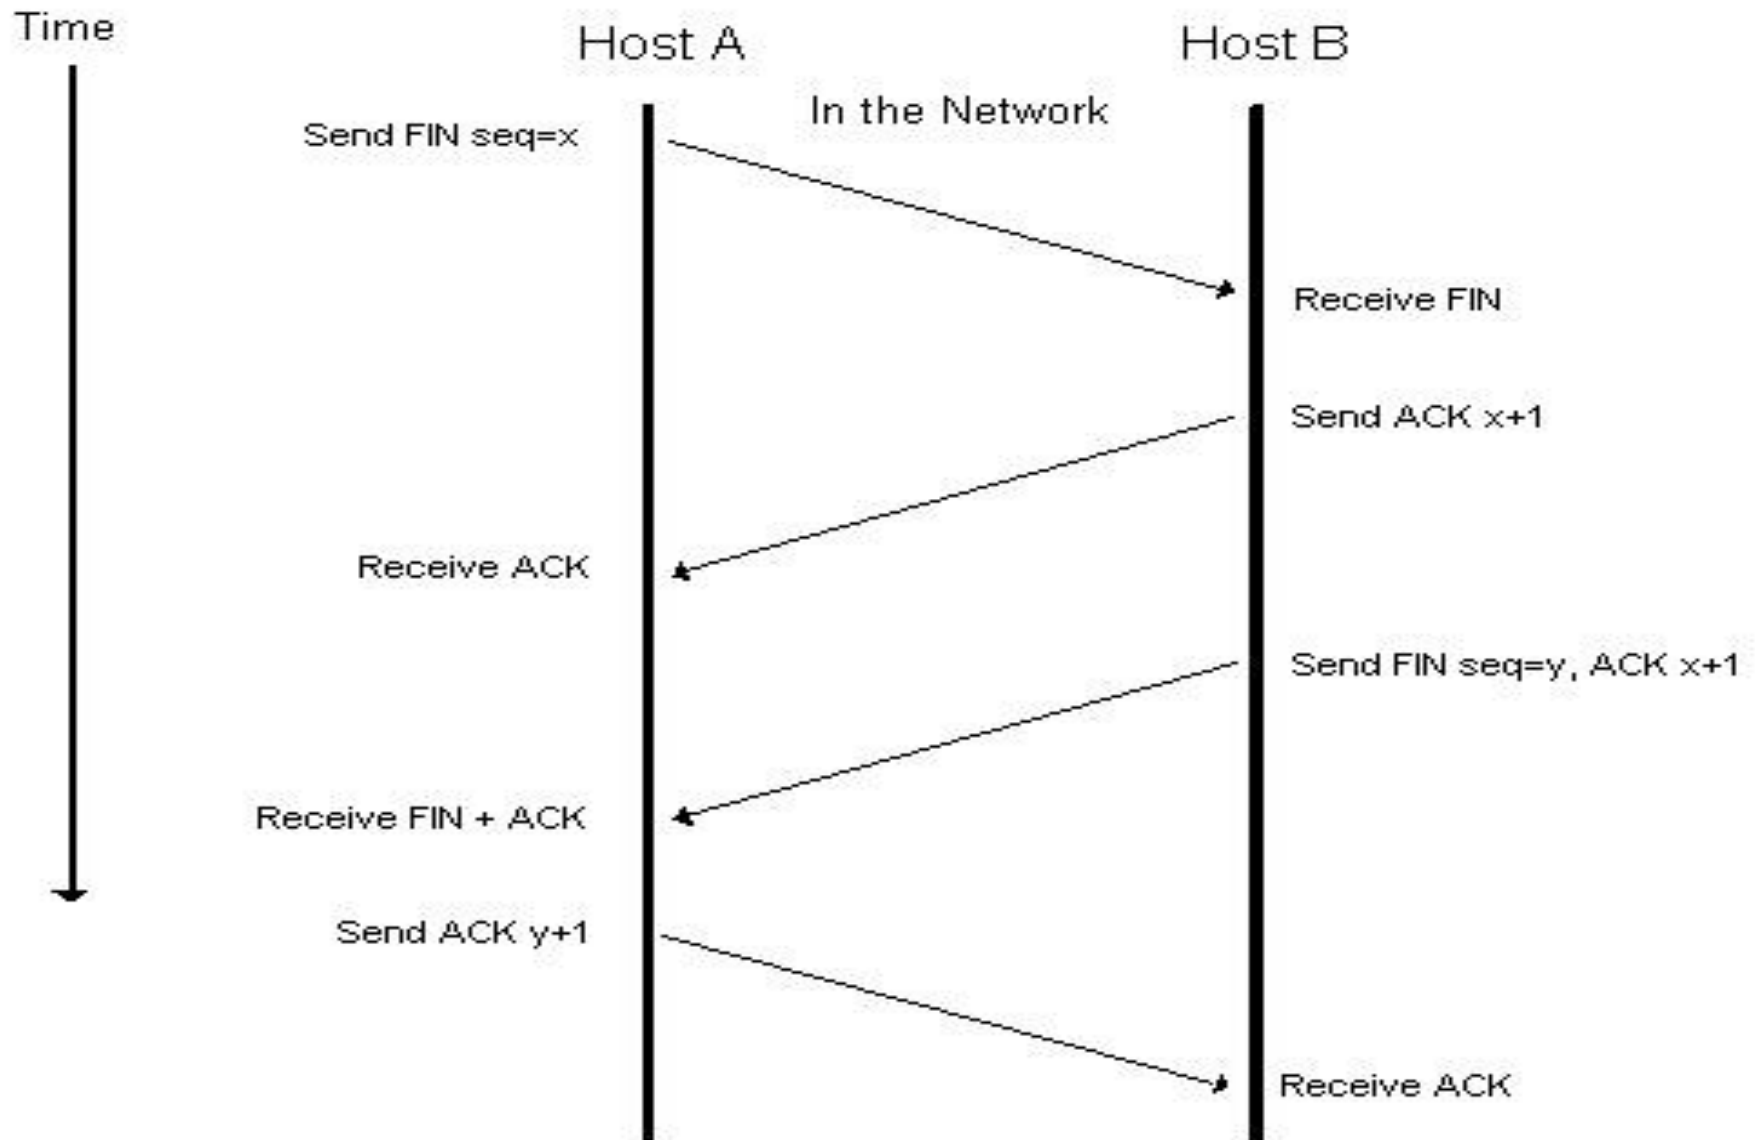 Time
Host A
Host B
In the Network
Send FIN seq=x
Receive FIN
Send ACK x+1
Receive ACK
Send FIN seq=y, ACK x+1
Receive FIN + ACK
Send ACK y+1
Receive ACK